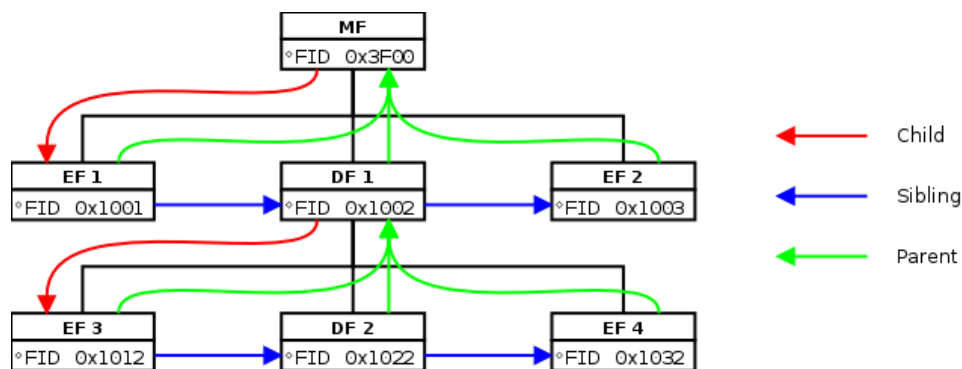 MF
◦FID 0x3F00
EF 1
◦FID 0x1001
DF 1
◦FID 0x1002
EF 2
◦FID 0x1003
Child
Sibling
Parent
EF 3
◦FID 0x1012
DF 2
◦FID 0x1022
EF 4
◦FID 0x1032